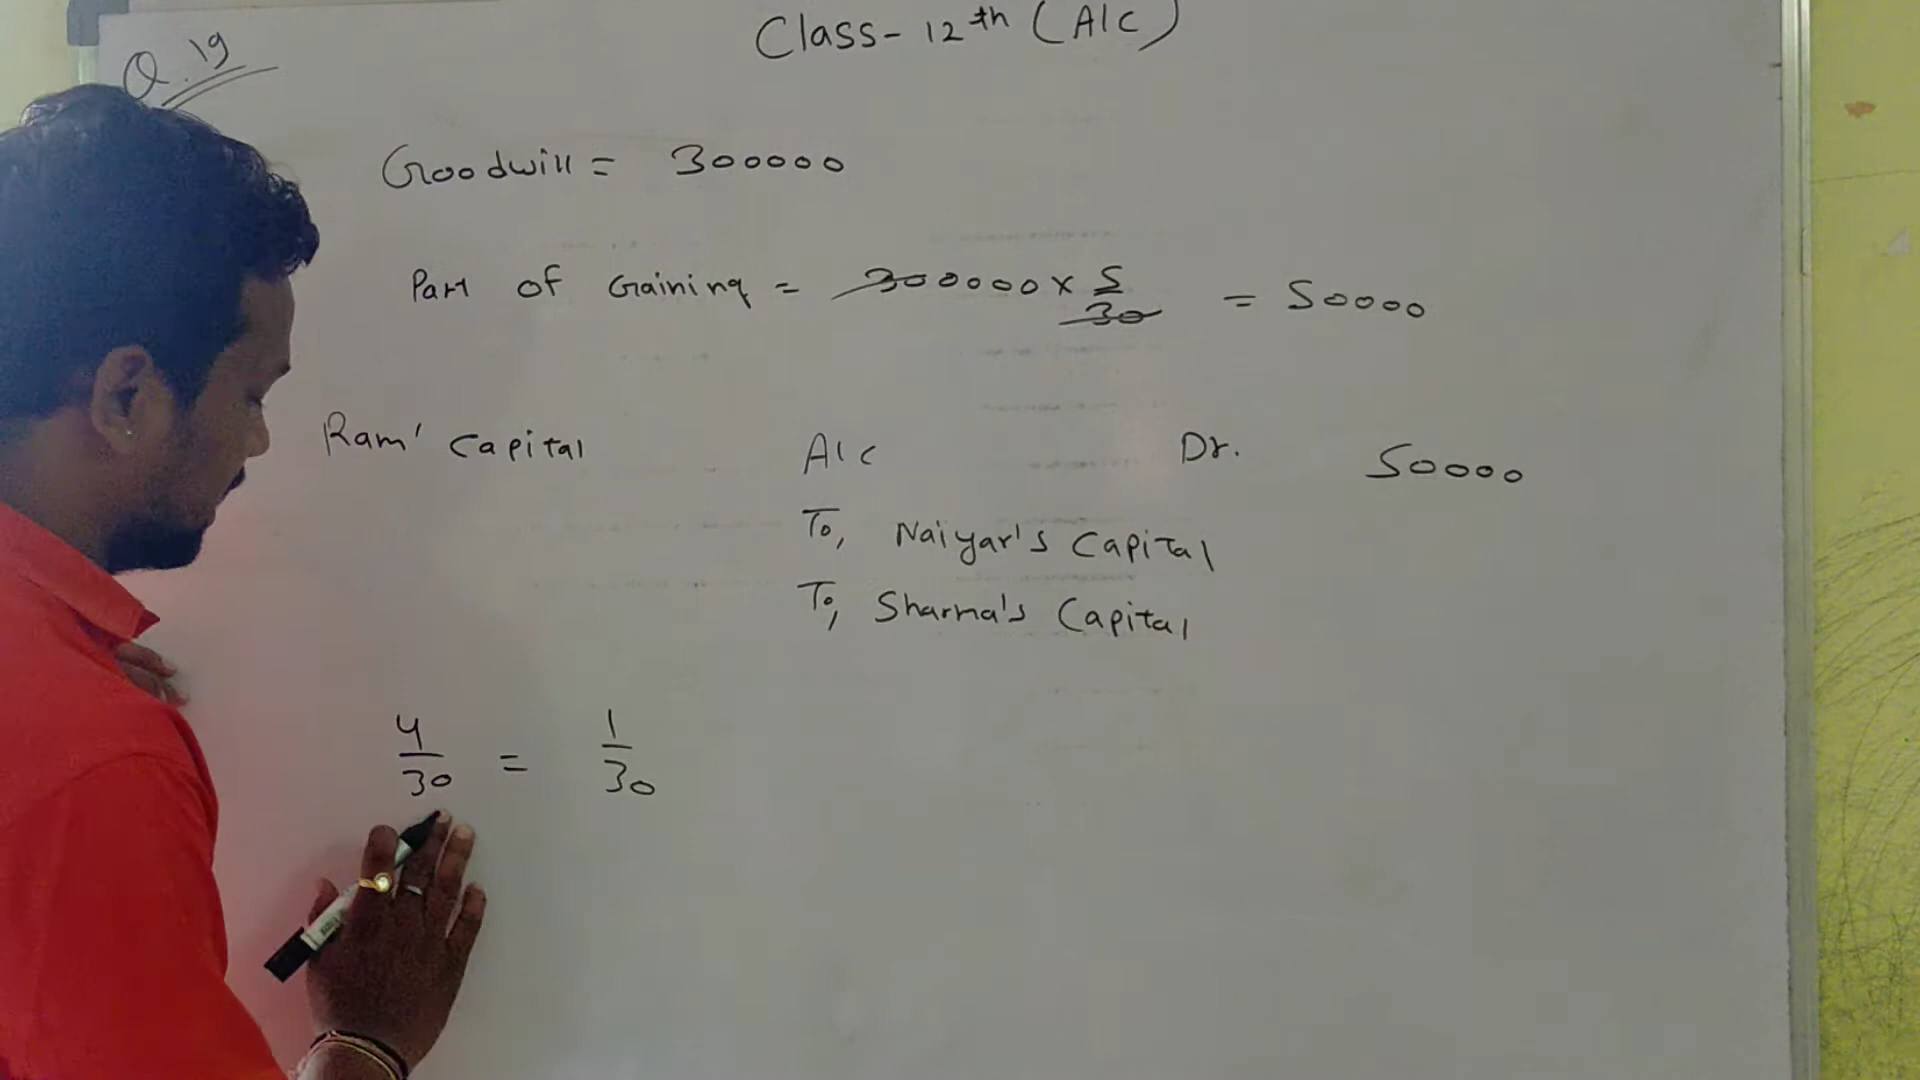 Class-12th (A/c)
Q.19
Goodwill = 300000
Part of Gaining = 300000 x 5/30 = 50000
Ram' Capital A/c Dr. 50000
To, Naiyar's Capital
To, Sharma's Capital
4/30 = 1/30